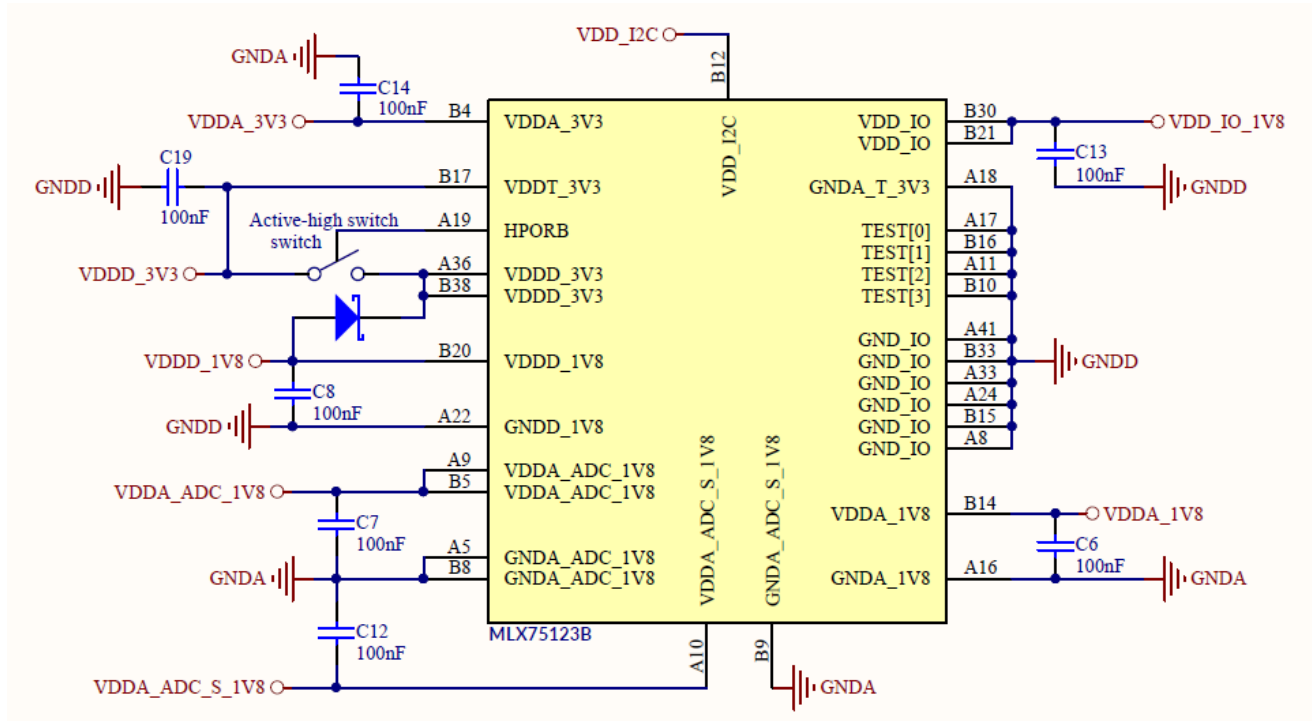 VDD_I2C
B12
GNDA
C14
100nF
VDDA_3V3
B4
VDDA_3V3
VDD_I2C
VDD_IO
B30
VDD_IO_1V8
VDD_IO
B21
C13
100nF
GNDD
C19
100nF
GNDD
B17
VDDT_3V3
GNDA_T_3V3
A18
Active-high switch
switch
A19
HPORB
TEST[0]
A17
TEST[1]
B16
TEST[2]
A11
TEST[3]
B10
VDDD_3V3
A36
VDDD_3V3
B38
VDDD_3V3
GND_IO
A41
GND_IO
B33
GND_IO
A33
GND_IO
A24
GND_IO
B15
GND_IO
A8
GNDD
VDDD_1V8
B20
VDDD_1V8
C8
100nF
GNDD
A22
GNDD_1V8
VDDA_ADC_1V8
A9
VDDA_ADC_1V8
B5
VDDA_ADC_1V8
C7
100nF
GNDA
A5
GNDA_ADC_1V8
B8
GNDA_ADC_1V8
VDDA_ADC_S_1V8
GNDA_ADC_S_1V8
VDDA_1V8
B14
VDDA_1V8
C6
100nF
GNDA_1V8
A16
GNDA
C12
100nF
MLX75123B
A10
B9
VDDA_ADC_S_1V8
GNDA